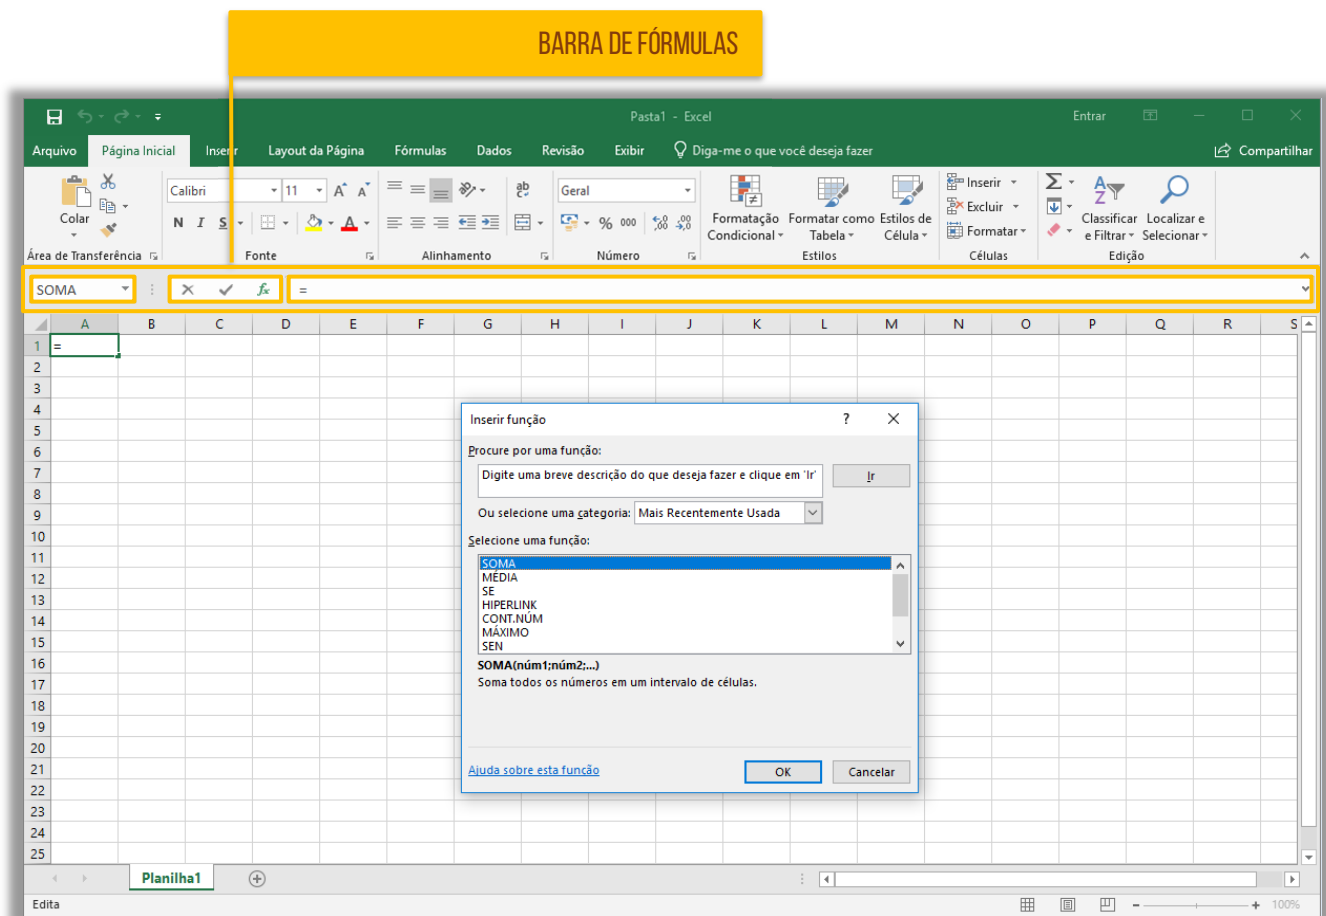 BARRA DE FÓRMULAS
Pasta1 - Excel
Entrar
Arquivo Página Inicial Inserir Layout da Página Fórmulas Dados Revisão Exibir Diga-me o que você deseja fazer Compartilhar
Colar
Calibri 11
N I S
A A
A
ab
Geral
% 000
Formatação Condicional
Formatar como Tabela
Estilos de Célula
Inserir
Excluir
Formatar
Classificar e Filtrar
Localizar e Selecionar
Área de Transferência Fonte Alinhamento Número Estilos Células Edição
SOMA fx =
A B C D E F G H I J K L M N O P Q R S
1 =
2
3
4
5
6
7
8
9
10
11
12
13
14
15
16
17
18
19
20
21
22
23
24
25
Inserir função ?
Procure por uma função:
Digite uma breve descrição do que deseja fazer e clique em 'Ir' Ir
Ou selecione uma categoria: Mais Recentemente Usada
Selecione uma função:
SOMA
MÉDIA
SE
HIPERLINK
CONT.NÚM
MÁXIMO
SEN
SOMA(núm1;núm2;...)
Soma todos os números em um intervalo de células.
Ajuda sobre esta função OK Cancelar
Planilha1
Edita 100%